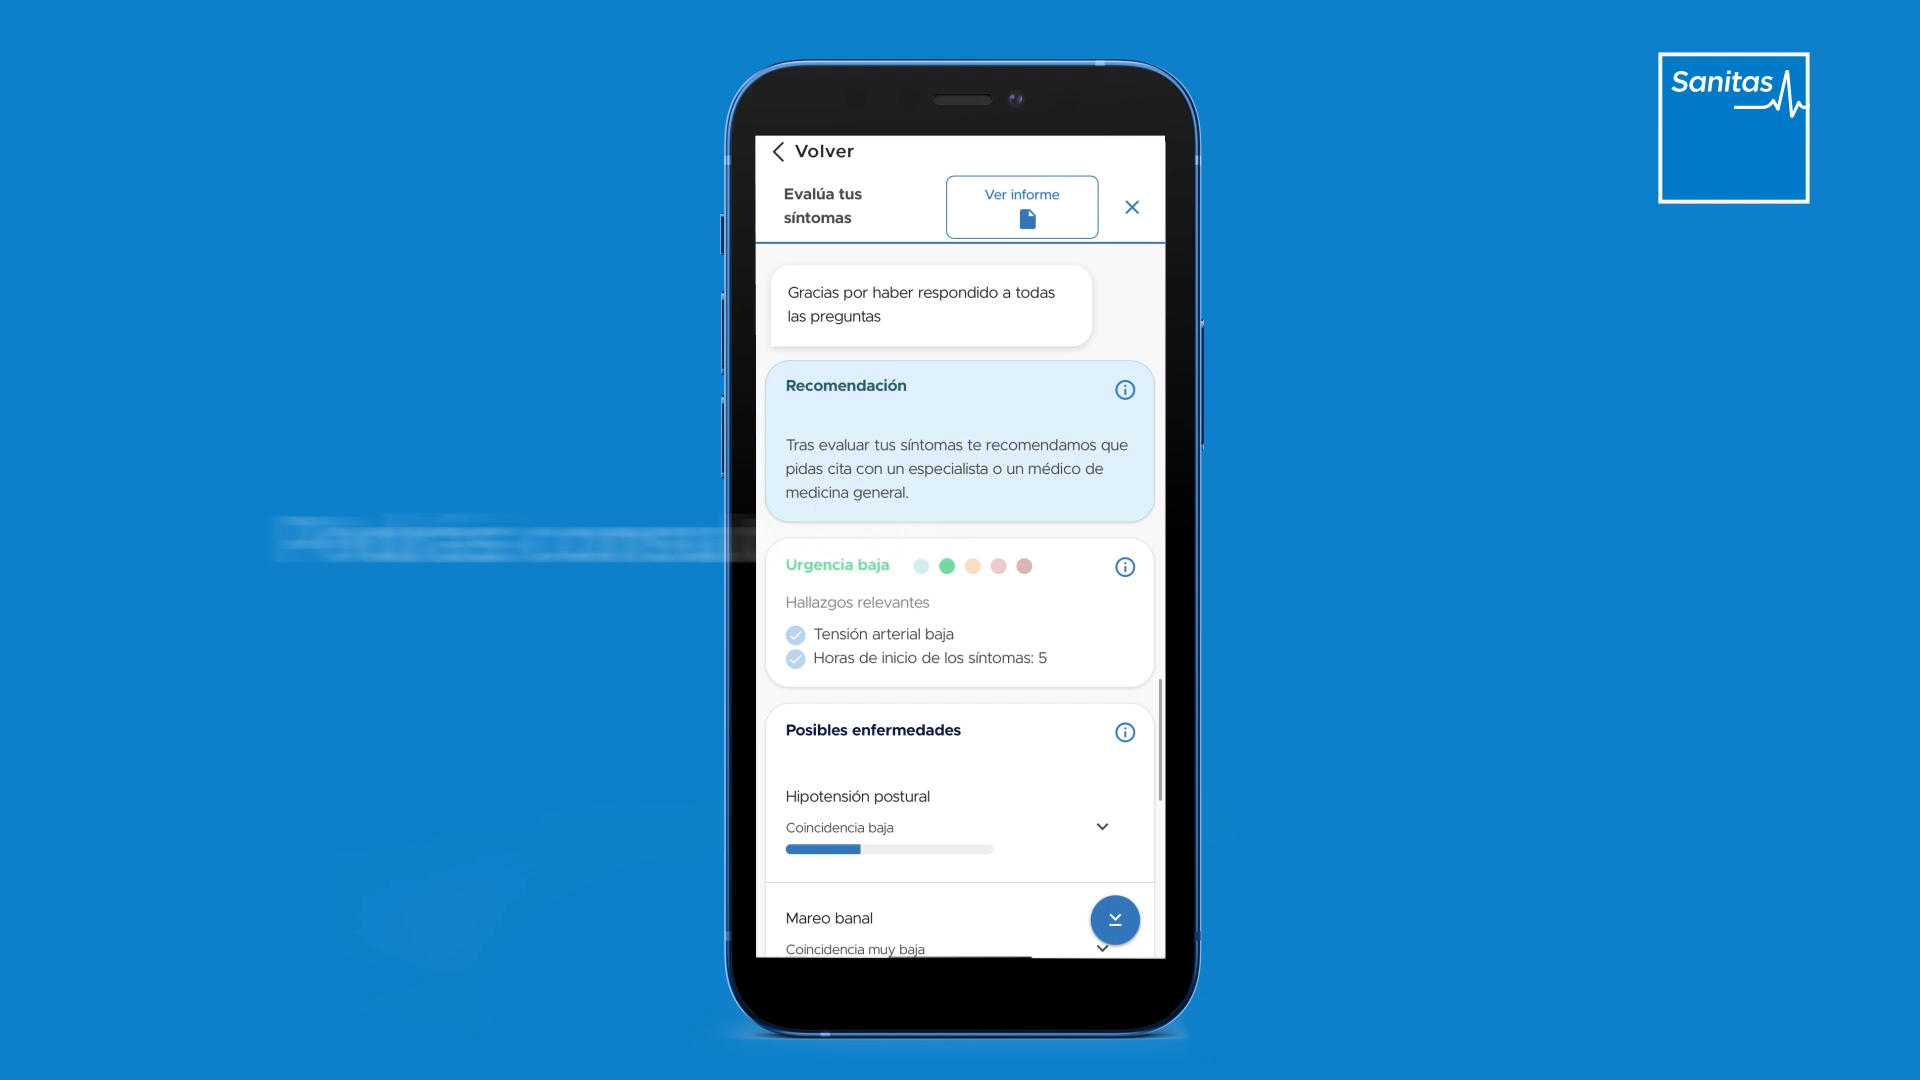 Sanitas
Volver
Evalúa tus
síntomas
Ver informe
Gracias por haber respondido a todas
las preguntas
Recomendación
Tras evaluar tus síntomas te recomendamos que
pidas cita con un especialista o un médico de
medicina general.
Urgencia baja
Hallazgos relevantes
Tensión arterial baja
Horas de inicio de los síntomas: 5
Posibles enfermedades
Hipotensión postural
Coincidencia baja
Mareo banal
Coincidencia muy baja